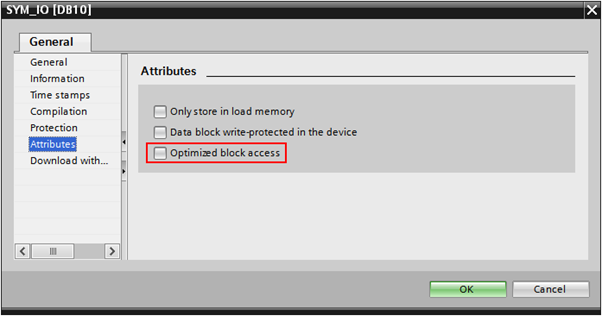 SYM_IO [DB10]
General
General
Information
Time stamps
Compilation
Protection
Attributes
Download with...
Attributes
Only store in load memory
Data block write-protected in the device
Optimized block access
OK
Cancel